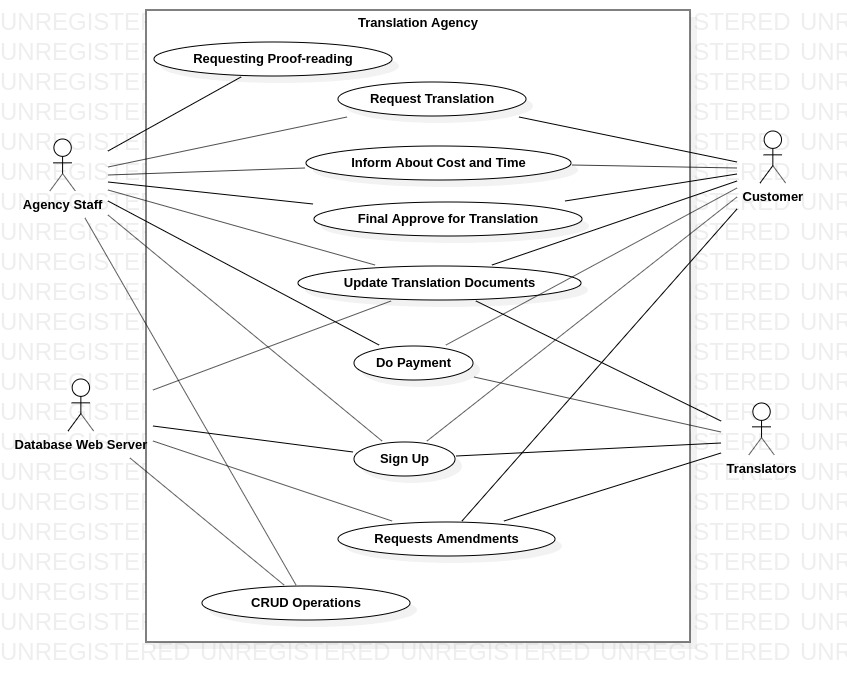 Translation Agency
Requesting Proof-reading
Request Translation
Inform About Cost and Time
Agency Staff
Customer
Final Approve for Translation
Update Translation Documents
Do Payment
Database Web Server
Sign Up
Translators
Requests Amendments
CRUD Operations
UNREGISTERED UNREGISTERED UNREGISTERED UNREGISTERED UNR